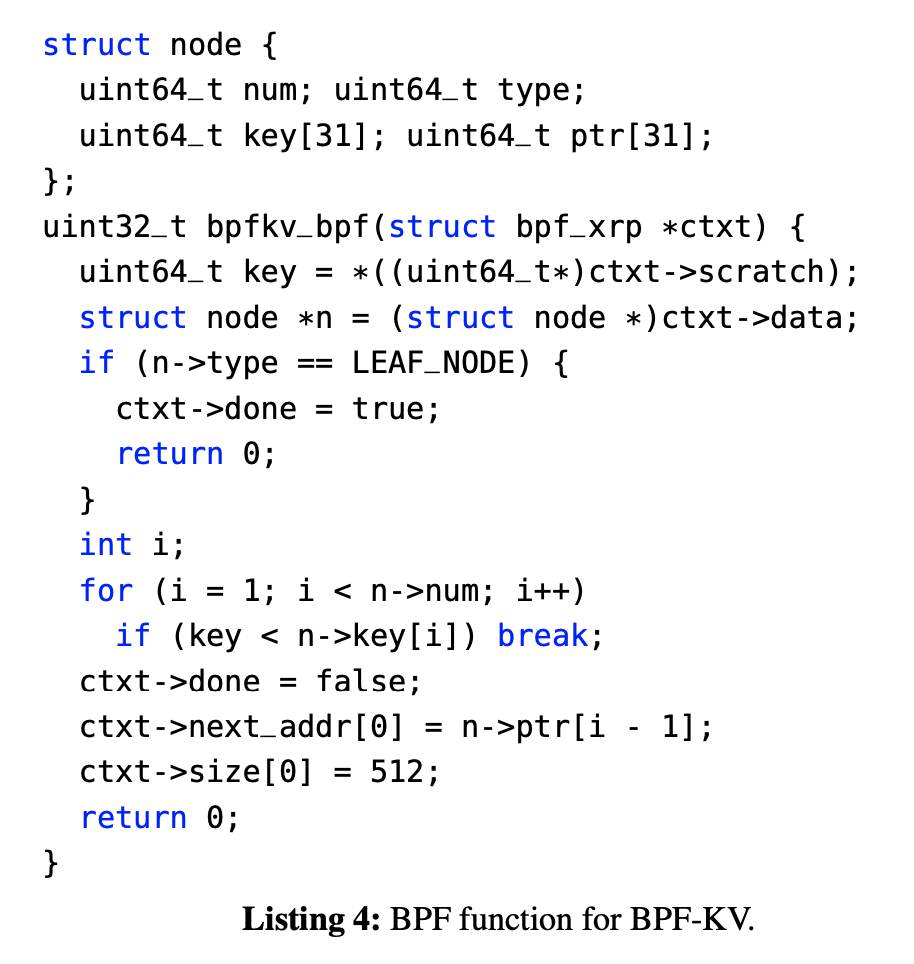 struct node {
  uint64_t num; uint64_t type;
  uint64_t key[31]; uint64_t ptr[31];
};
uint32_t bpfkv_bpf(struct bpf_xrp *ctxt) {
  uint64_t key = *((uint64_t*)ctxt->scratch);
  struct node *n = (struct node *)ctxt->data;
  if (n->type == LEAF_NODE) {
    ctxt->done = true;
    return 0;
  }
  int i;
  for (i = 1; i < n->num; i++)
    if (key < n->key[i]) break;
  ctxt->done = false;
  ctxt->next_addr[0] = n->ptr[i - 1];
  ctxt->size[0] = 512;
  return 0;
}
Listing 4: BPF function for BPF-KV.